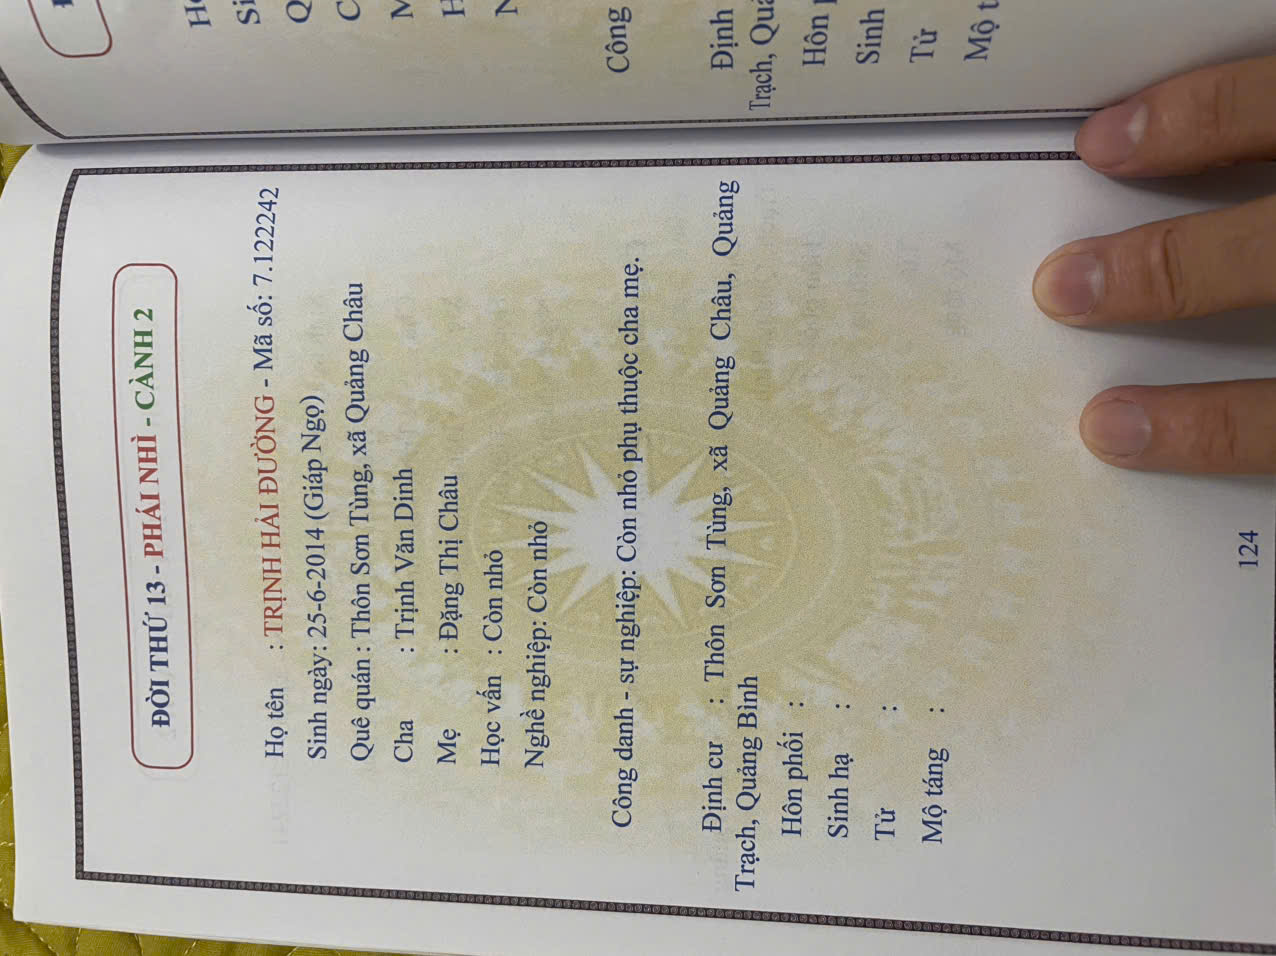 ĐỜI THỨ 13 - PHÁI NHÌ - CÀNH 2
Họ tên : TRỊNH HẢI ĐƯỜNG - Mã số: 7.122242
Sinh ngày: 25-6-2014 (Giáp Ngọ)
Quê quán : Thôn Sơn Tùng, xã Quảng Châu
Cha : Trịnh Văn Dinh
Mẹ : Đặng Thị Châu
Học vấn : Còn nhỏ
Nghề nghiệp: Còn nhỏ
Công danh - sự nghiệp: Còn nhỏ phụ thuộc cha mẹ.
Định cư : Thôn Sơn Tùng, xã Quảng Châu, Quảng
Trạch, Quảng Bình
Hôn phối :
Sinh hạ :
Tử :
Mộ táng :
124
Công
Định
Trạch, Quả
Hôn
Sinh
Tử
Mộ t